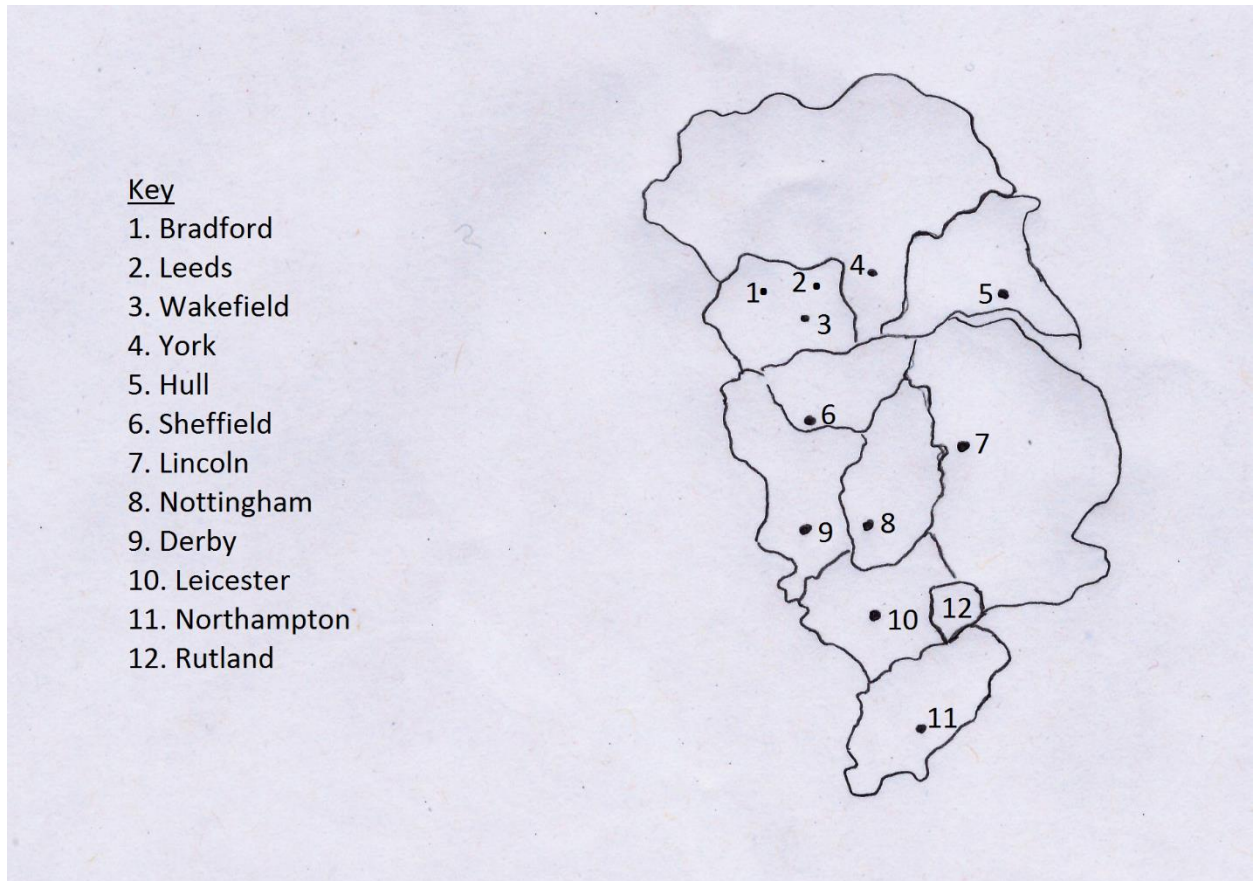 Key
1. Bradford
2. Leeds
3. Wakefield
4. York
5. Hull
6. Sheffield
7. Lincoln
8. Nottingham
9. Derby
10. Leicester
11. Northampton
12. Rutland
4
1
2
5
3
6
7
8
9
12
10
11